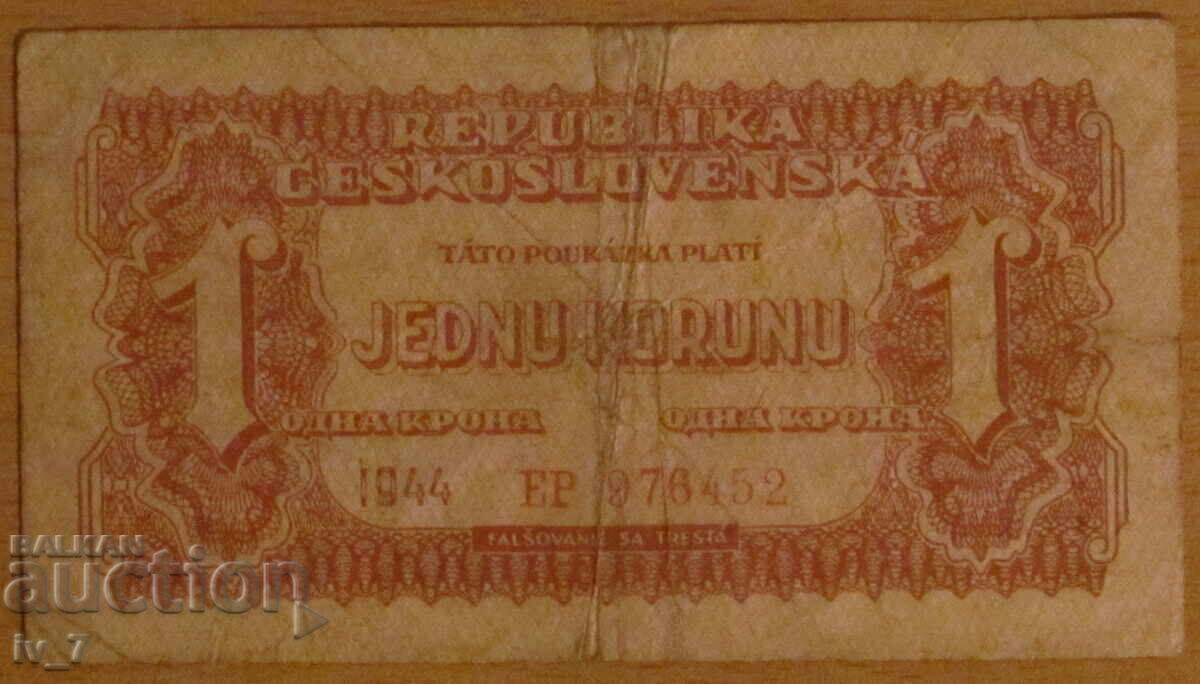 REPUBLIKA
ČESKOSLOVENSKÁ
TÁTO POUKÁZKA PLATÍ
JEDNU KORUNU
1 1
ОДНА КРОНА ОДНА КРОНА
1944 EP 976452
FALŠOVANIE SA TRESTÁ
BALKAN
auction
iv_7